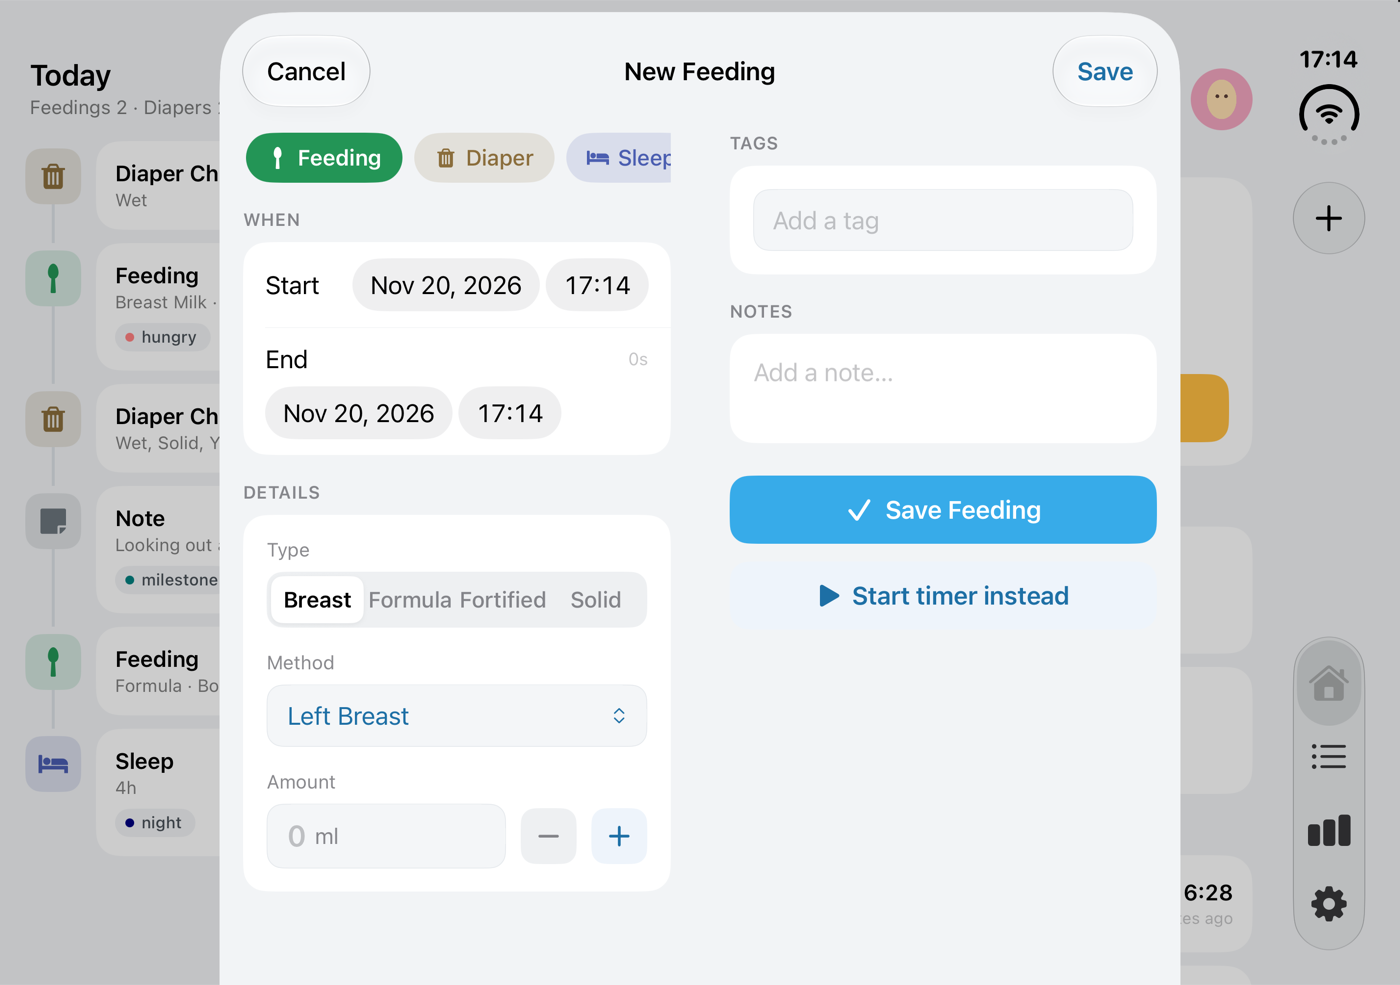 Today
Feedings 2 · Diapers
Diaper Ch
Wet
Feeding
Breast Milk ·
hungry
Diaper Ch
Wet, Solid, Y
Note
Looking out
milestone
Feeding
Formula · Bo
Sleep
4h
night
Cancel
New Feeding
Save
Feeding
Diaper
Sleep
WHEN
Start
Nov 20, 2026
17:14
End
0s
Nov 20, 2026
17:14
DETAILS
Type
Breast
Formula
Fortified
Solid
Method
Left Breast
Amount
0 ml
TAGS
Add a tag
NOTES
Add a note...
Save Feeding
Start timer instead
17:14
6:28
es ago